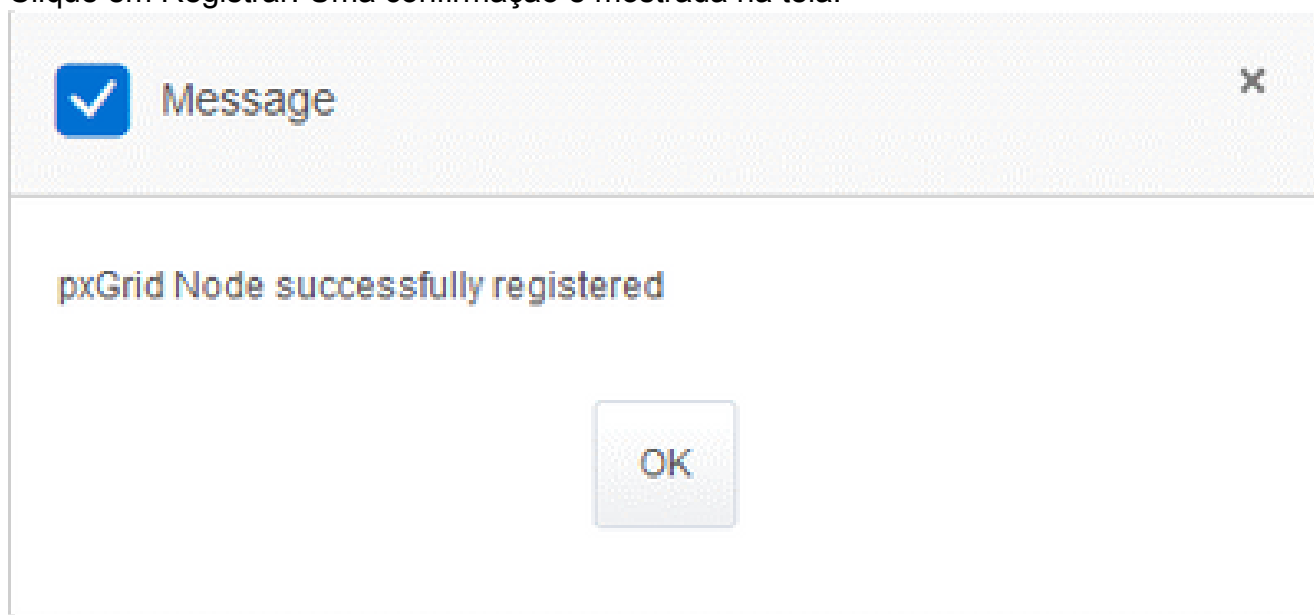 Clique em Registrar. Uma confirmação é mostrada na tela.
Message
pxGrid Node successfully registered
OK